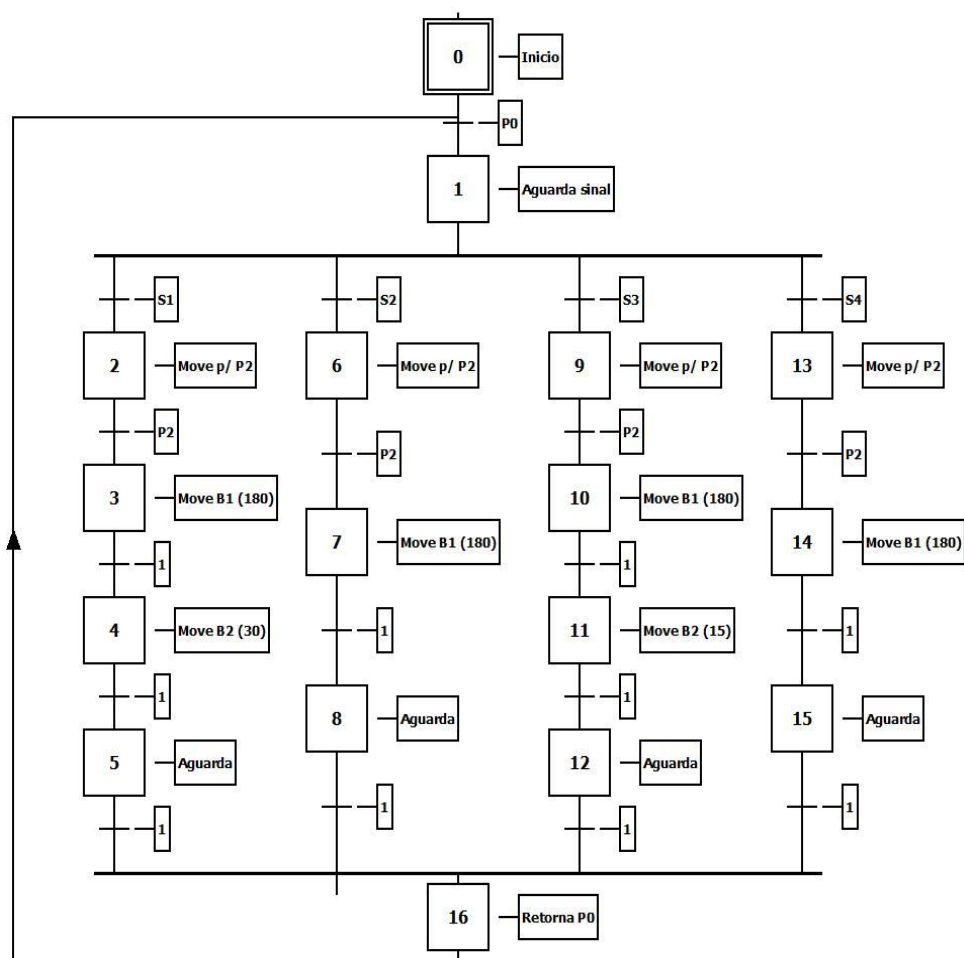 0 Inicio
P0
1 Aguarda sinal
S1 S2 S3 S4
2 Move p/ P2 6 Move p/ P2 9 Move p/ P2 13 Move p/ P2
P2 P2
P2 P2
3 Move B1 (180) 10 Move B1 (180)
7 Move B1 (180) 14 Move B1 (180)
1 1
4 Move B2 (30) 11 Move B2 (15)
1 1
1 1
8 Aguarda 15 Aguarda
5 Aguarda 12 Aguarda
1 1
1 1
16 Retorna P0